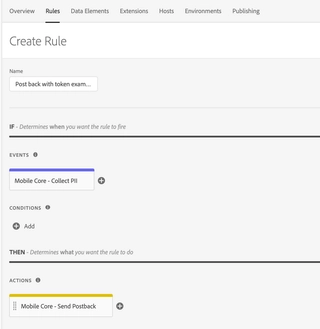 Overview Rules Data Elements Extensions Hosts Environments Publishing
Create Rule
Name
Post back with token exam...
IF - Determines when you want the rule to fire
EVENTS
Mobile Core - Collect PII
CONDITIONS
Add
THEN - Determines what you want the rule to do
ACTIONS
Mobile Core - Send Postback